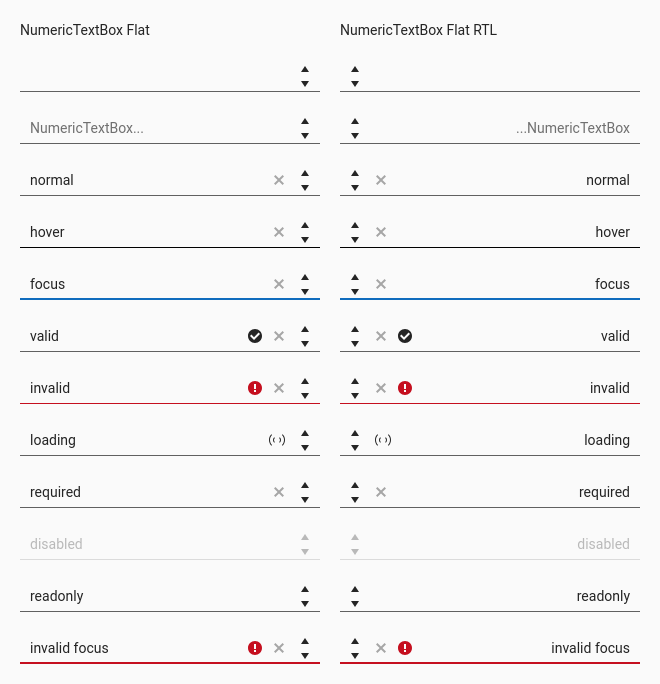 NumericTextBox Flat
NumericTextBox...
normal
hover
focus
valid
invalid
loading
required
disabled
readonly
invalid focus
NumericTextBox Flat RTL
...NumericTextBox
normal
hover
focus
valid
invalid
loading
required
disabled
readonly
invalid focus